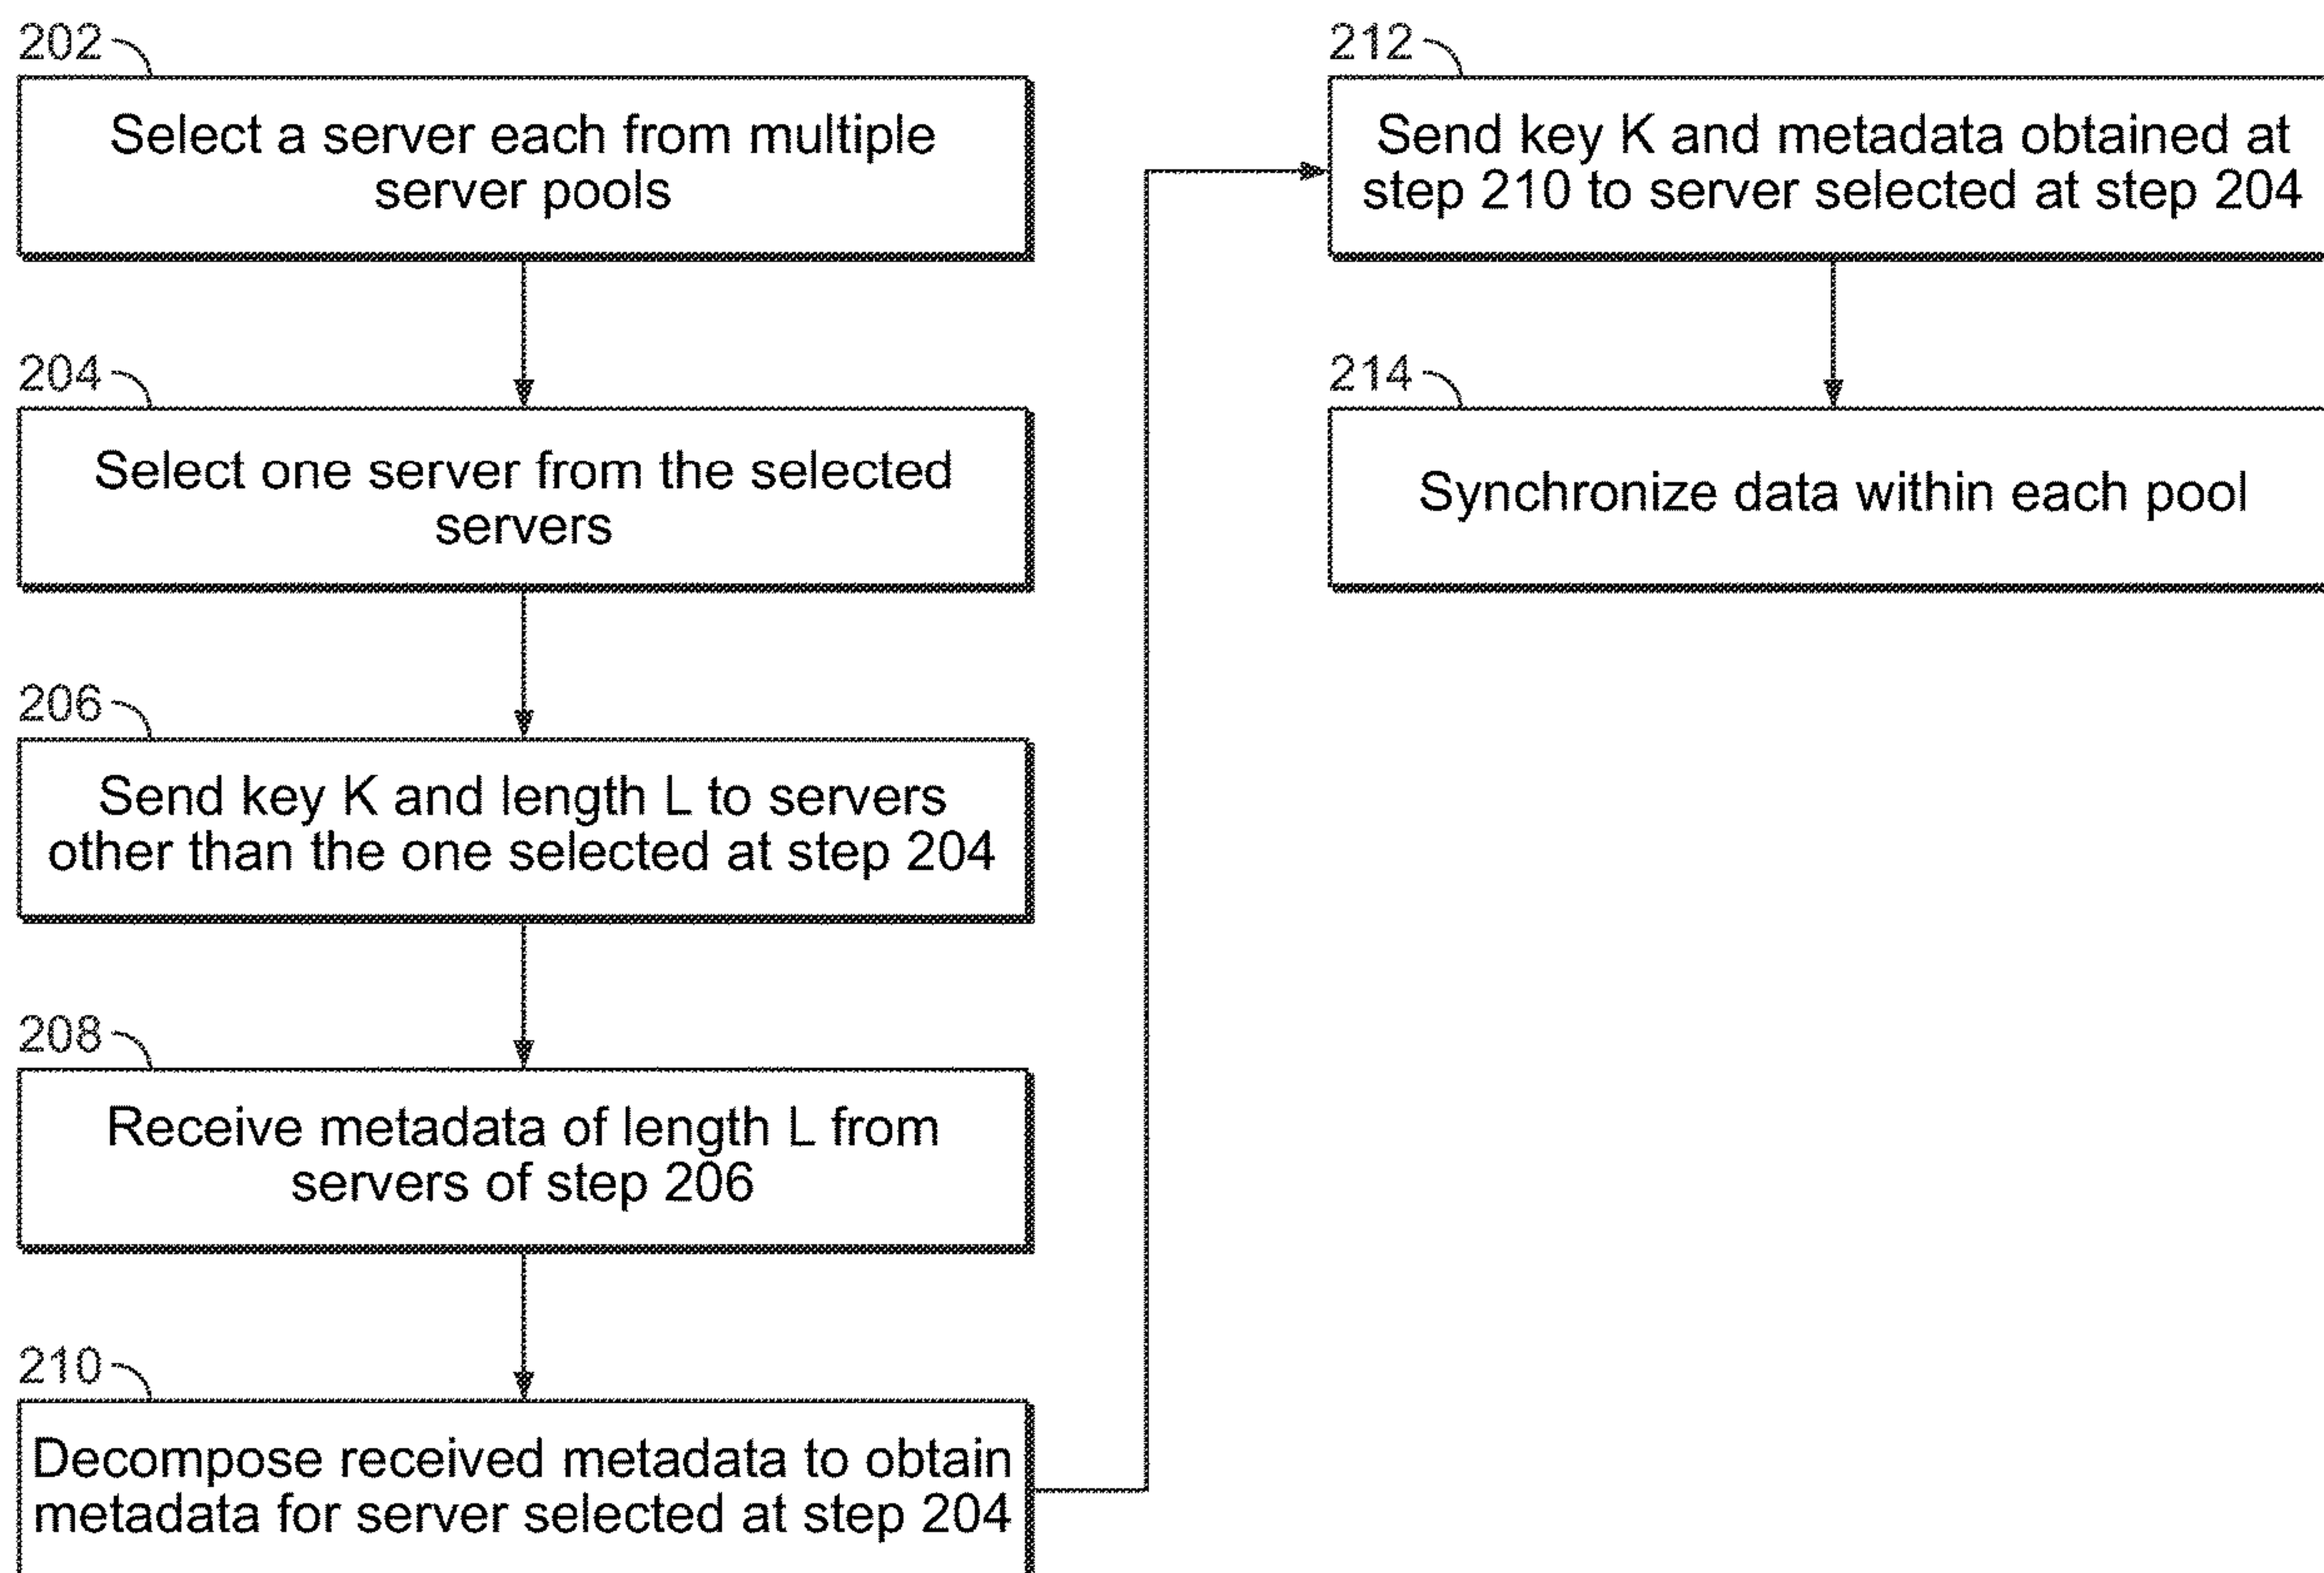 202
Select a server each from multiple
server pools
204
Select one server from the selected
servers
206
Send key K and length L to servers
other than the one selected at step 204
208
Receive metadata of length L from
servers of step 206
210
Decompose received metadata to obtain
metadata for server selected at step 204
212
Send key K and metadata obtained at
step 210 to server selected at step 204
214
Synchronize data within each pool